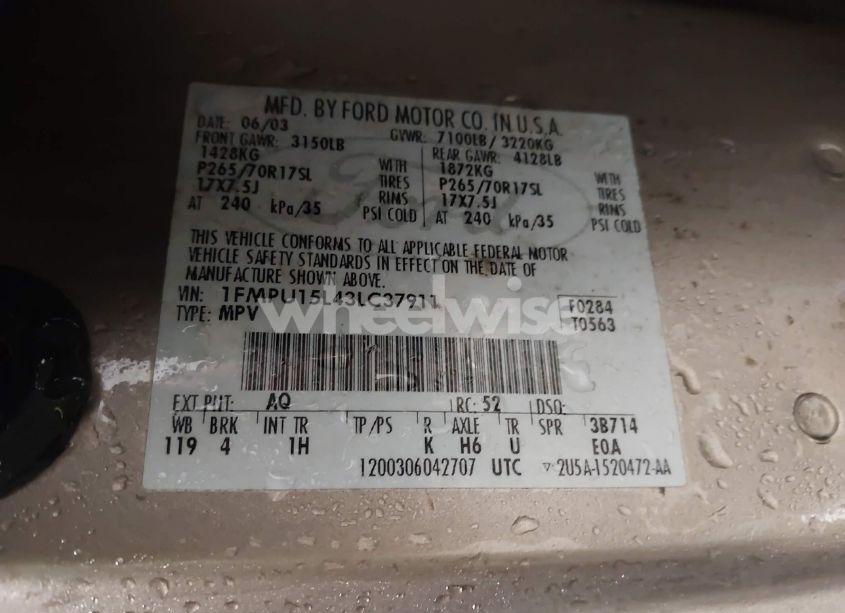 MFD. BY FORD MOTOR CO. IN U.S.A.
DATE: 06/03 GVWR: 7100LB/ 3220KG
FRONT GAWR: 3150LB REAR GAWR: 4128LB
1428KG WITH 1872KG WITH
P265/70R17SL TIRES P265/70R17SL TIRES
17X7.5J RIMS 17X7.5J RIMS
AT 240 kPa/35 PSI COLD AT 240 kPa/35 PSI COLD
Ford
THIS VEHICLE CONFORMS TO ALL APPLICABLE FEDERAL MOTOR
VEHICLE SAFETY STANDARDS IN EFFECT ON THE DATE OF
MANUFACTURE SHOWN ABOVE.
VIN: 1FMPU15L43LC37911 F0284
TYPE: MPV T0563
wheelwise
EXT PNT: AQ RC: 52 DSO:
WB BRK INT TR TP/PS R AXLE TR SPR 3B714
119 4 1H K H6 U E0A
1200306042707 UTC ▽ 2U5A-1520472-AA